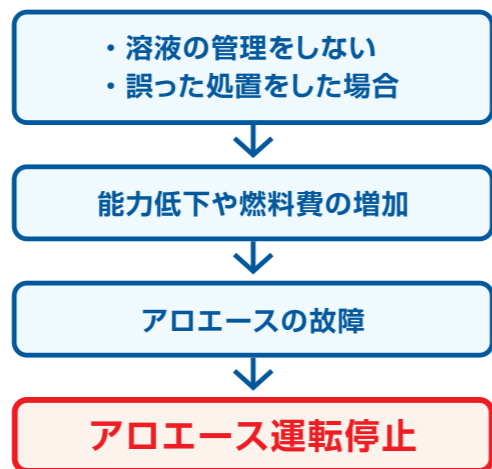 ・溶液の管理をしない
・誤った処置をした場合
能力低下や燃料費の増加
アロエースの故障
アロエース運転停止